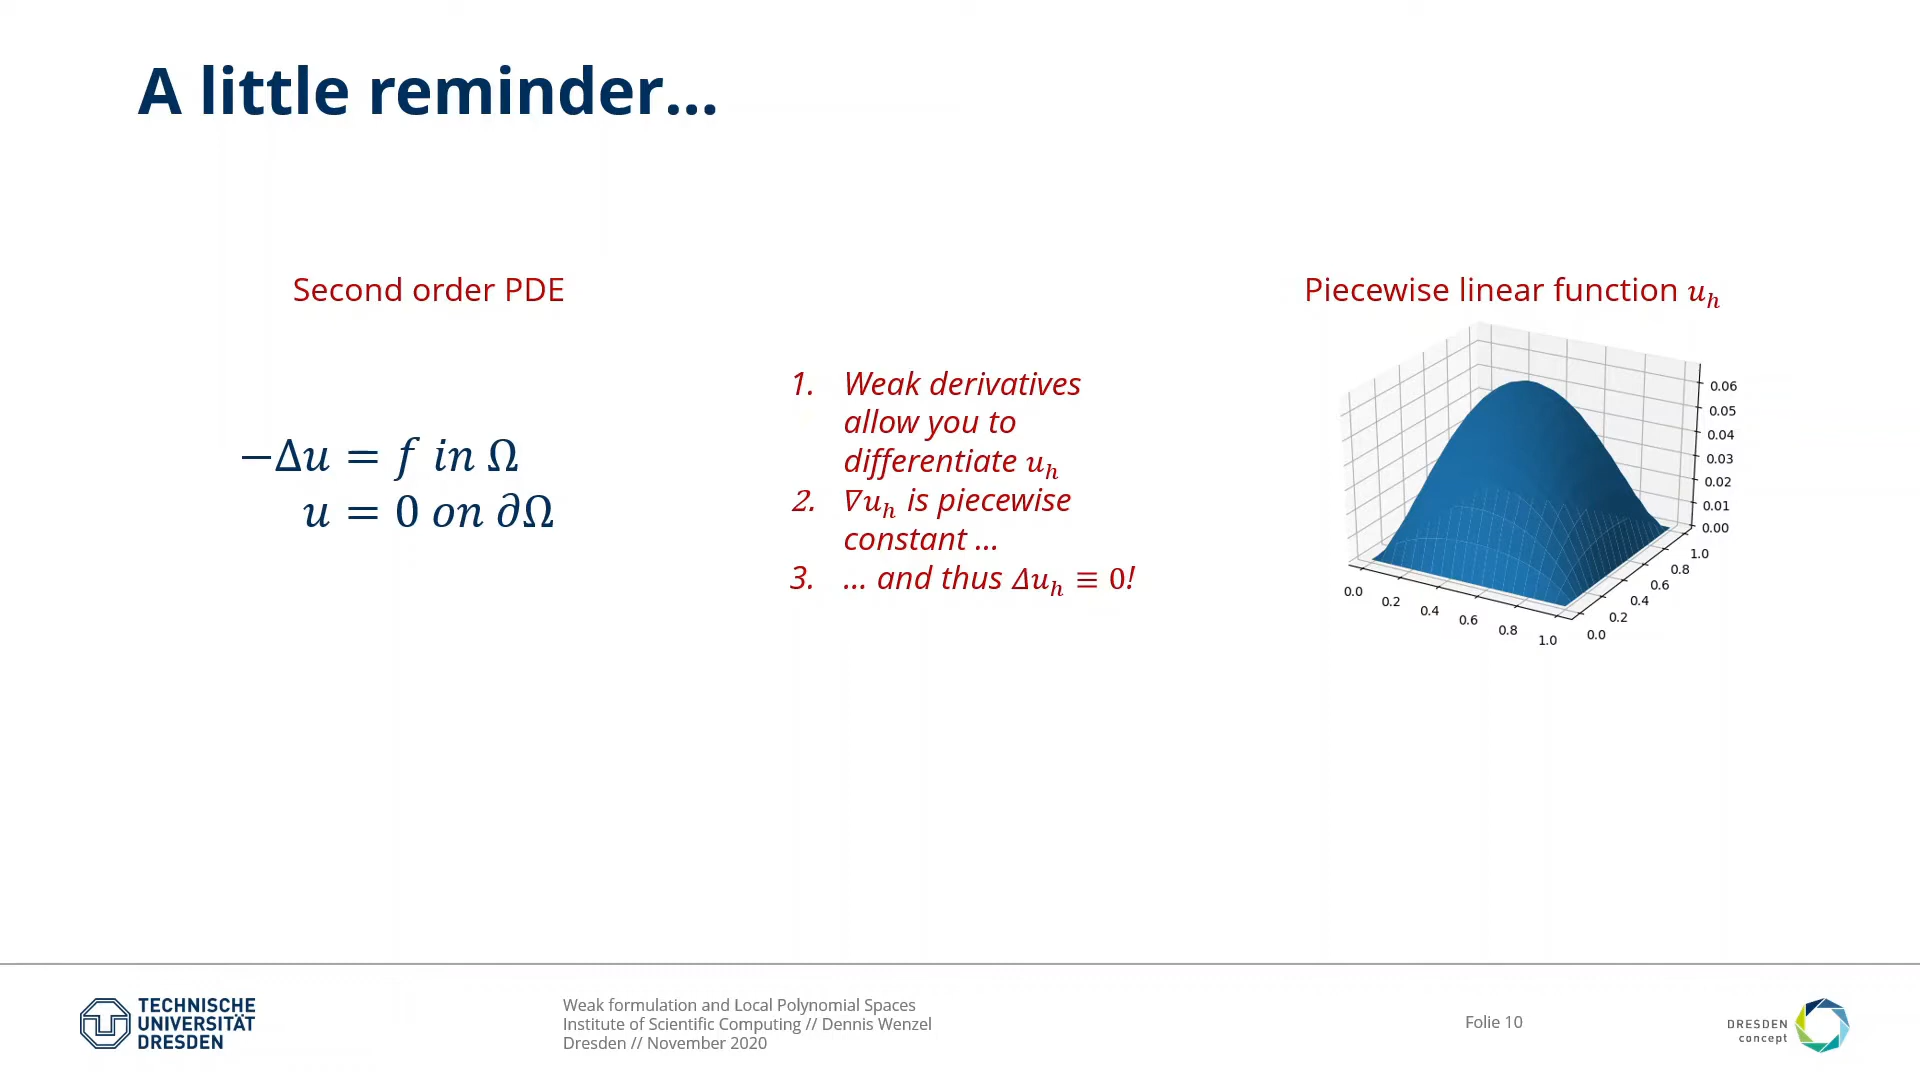 A little reminder...
Second order PDE
−Δu = f in Ω
u = 0 on ∂Ω
1. Weak derivatives
allow you to
differentiate uₕ
2. ∇uₕ is piecewise
constant ...
3. ... and thus Δuₕ ≡ 0!
Piecewise linear function uₕ
0.06
0.05
0.04
0.03
0.02
0.01
0.00
0.0
0.2
0.4
0.6
0.8
1.0
0.0
0.2
0.4
0.6
0.8
1.0
TECHNISCHE
UNIVERSITÄT
DRESDEN
Weak formulation and Local Polynomial Spaces
Institute of Scientific Computing // Dennis Wenzel
Dresden // November 2020
Folie 10
DRESDEN
concept